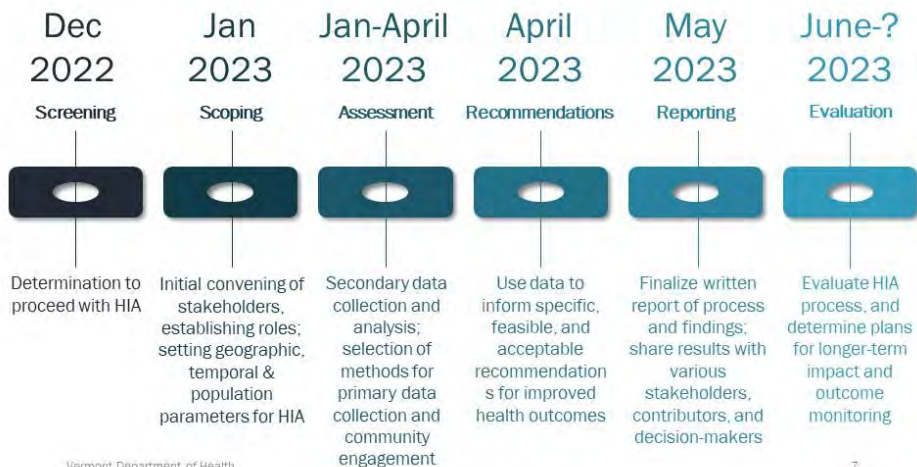 Dec
2022
Screening
Determination to
proceed with HIA
Jan
2023
Scoping
Initial convening of
stakeholders,
establishing roles;
setting geographic,
temporal &
population
parameters for HIA
Jan-April
2023
Assessment
Secondary data
collection and
analysis;
selection of
methods for
primary data
collection and
community
engagement
April
2023
Recommendations
Use data to
inform specific,
feasible, and
acceptable
recommendation
s for improved
health outcomes
May
2023
Reporting
Finalize written
report of process
and findings;
share results with
various
stakeholders,
contributors, and
decision-makers
June-?
2023
Evaluation
Evaluate HIA
process, and
determine plans
for longer-term
impact and
outcome
monitoring
Vermont Department of Health
7